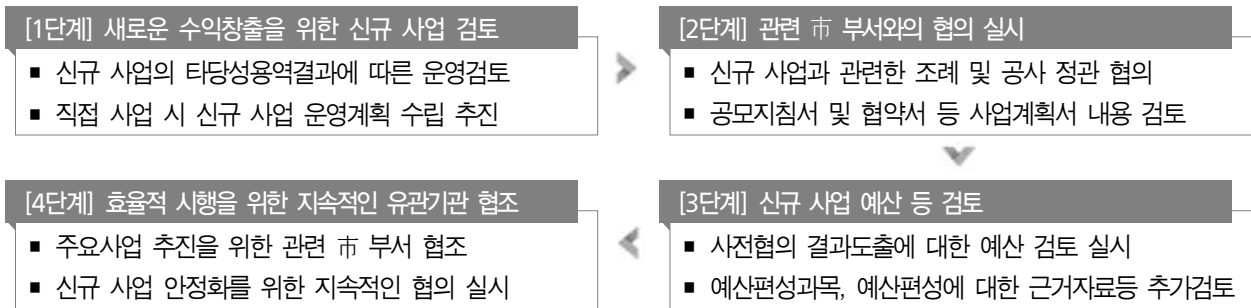 [1단계] 새로운 수익창출을 위한 신규 사업 검토
▪ 신규 사업의 타당성용역결과에 따른 운영검토
▪ 직접 사업 시 신규 사업 운영계획 수립 추진
[2단계] 관련 市 부서와의 협의 실시
▪ 신규 사업과 관련한 조례 및 공사 정관 협의
▪ 공모지침서 및 협약서 등 사업계획서 내용 검토
[3단계] 신규 사업 예산 등 검토
▪ 사전협의 결과도출에 대한 예산 검토 실시
▪ 예산편성과목, 예산편성에 대한 근거자료등 추가검토
[4단계] 효율적 시행을 위한 지속적인 유관기관 협조
▪ 주요사업 추진을 위한 관련 市 부서 협조
▪ 신규 사업 안정화를 위한 지속적인 협의 실시